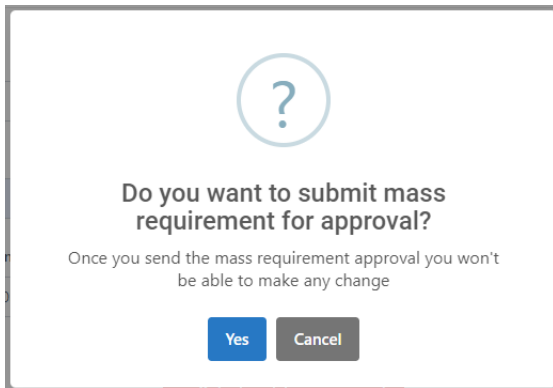 ?
Do you want to submit mass
requirement for approval?
Once you send the mass requirement approval you won't
be able to make any change
Yes
Cancel